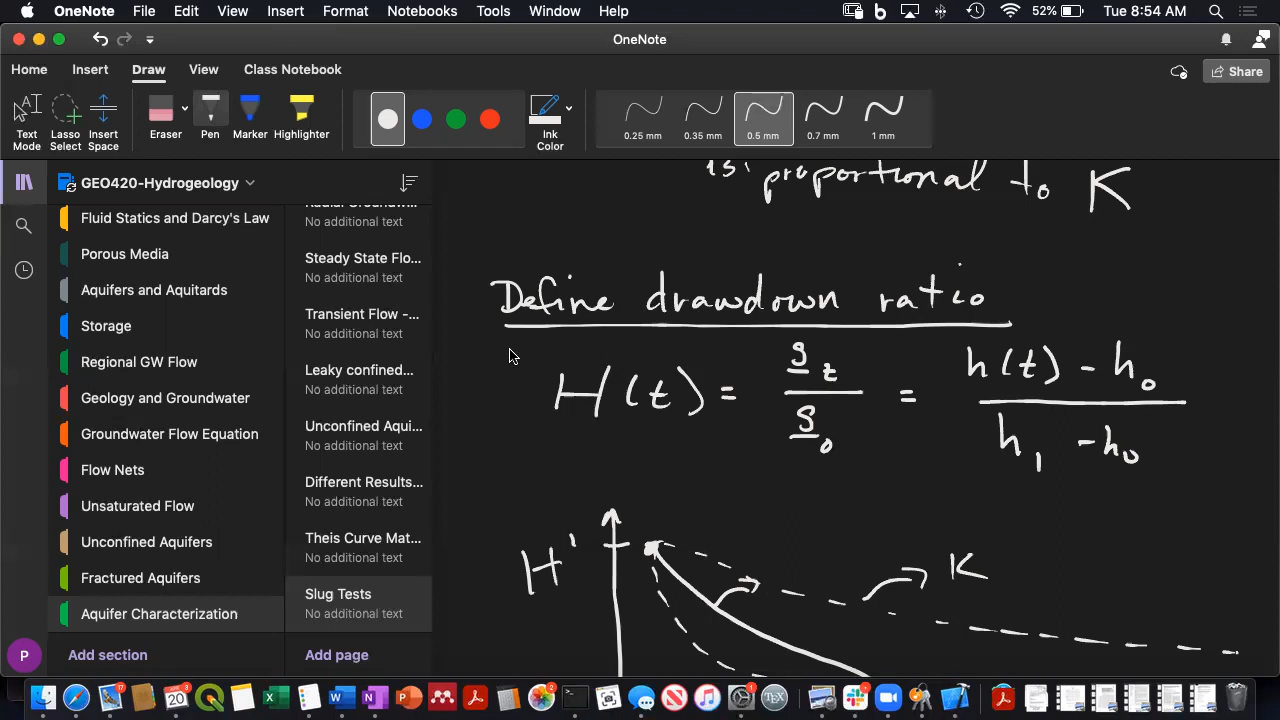 OneNote File Edit View Insert Format Notebooks Tools Window Help 52% Tue 8:54 AM
OneNote
Home Insert Draw View Class Notebook Share
Text Mode Lasso Select Insert Space Eraser Pen Marker Highlighter Ink Color 0.25 mm 0.35 mm 0.5 mm 0.7 mm 1 mm
GEO420-Hydrogeology
Fluid Statics and Darcy's Law
Porous Media
Aquifers and Aquitards
Storage
Regional GW Flow
Geology and Groundwater
Groundwater Flow Equation
Flow Nets
Unsaturated Flow
Unconfined Aquifers
Fractured Aquifers
Aquifer Characterization
Add section
P
No additional text
Steady State Flo...
No additional text
Transient Flow -...
No additional text
Leaky confined...
No additional text
Unconfined Aqui...
No additional text
Different Results...
No additional text
Theis Curve Mat...
No additional text
Slug Tests
No additional text
Add page
is proportional to K
Define drawdown ratio
H(t) = s_t / s_0 = h(t) - h_0 / h_1 - h_0
H
1
K